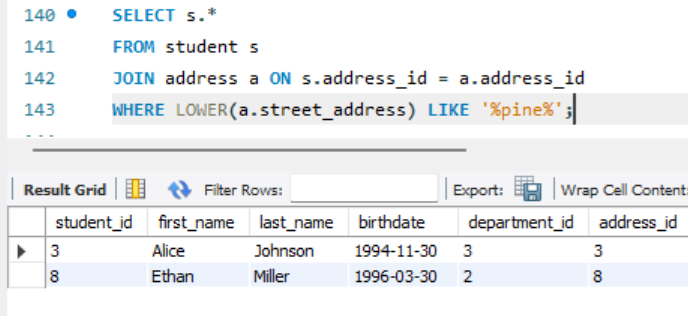 140 SELECT s.*
141 FROM student s
142 JOIN address a ON s.address_id = a.address_id
143 WHERE LOWER(a.street_address) LIKE '%pine%';
Result Grid Filter Rows: Export: Wrap Cell Content:
student_id first_name last_name birthdate department_id address_id
3 Alice Johnson 1994-11-30 3 3
8 Ethan Miller 1996-03-30 2 8